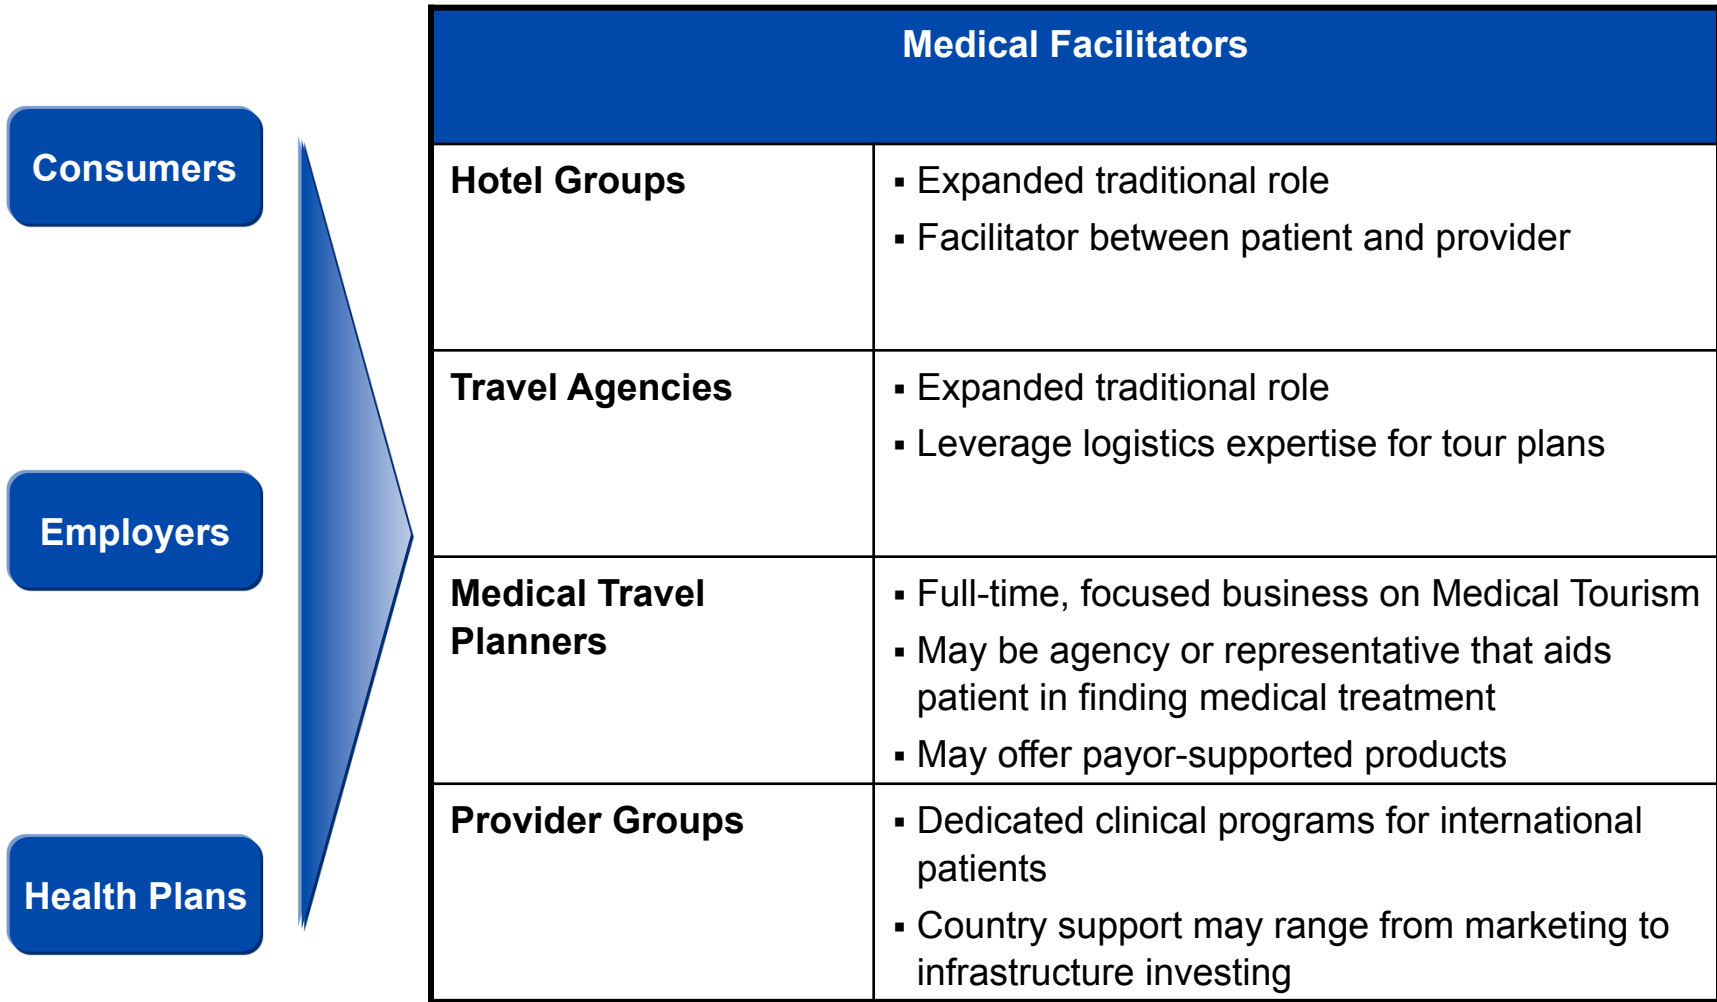 Medical Facilitators
Consumers
Employers
Health Plans
Hotel Groups
▪ Expanded traditional role
▪ Facilitator between patient and provider
Travel Agencies
▪ Expanded traditional role
▪ Leverage logistics expertise for tour plans
Medical Travel
Planners
▪ Full-time, focused business on Medical Tourism
▪ May be agency or representative that aids
patient in finding medical treatment
▪ May offer payor-supported products
Provider Groups
▪ Dedicated clinical programs for international
patients
▪ Country support may range from marketing to
infrastructure investing